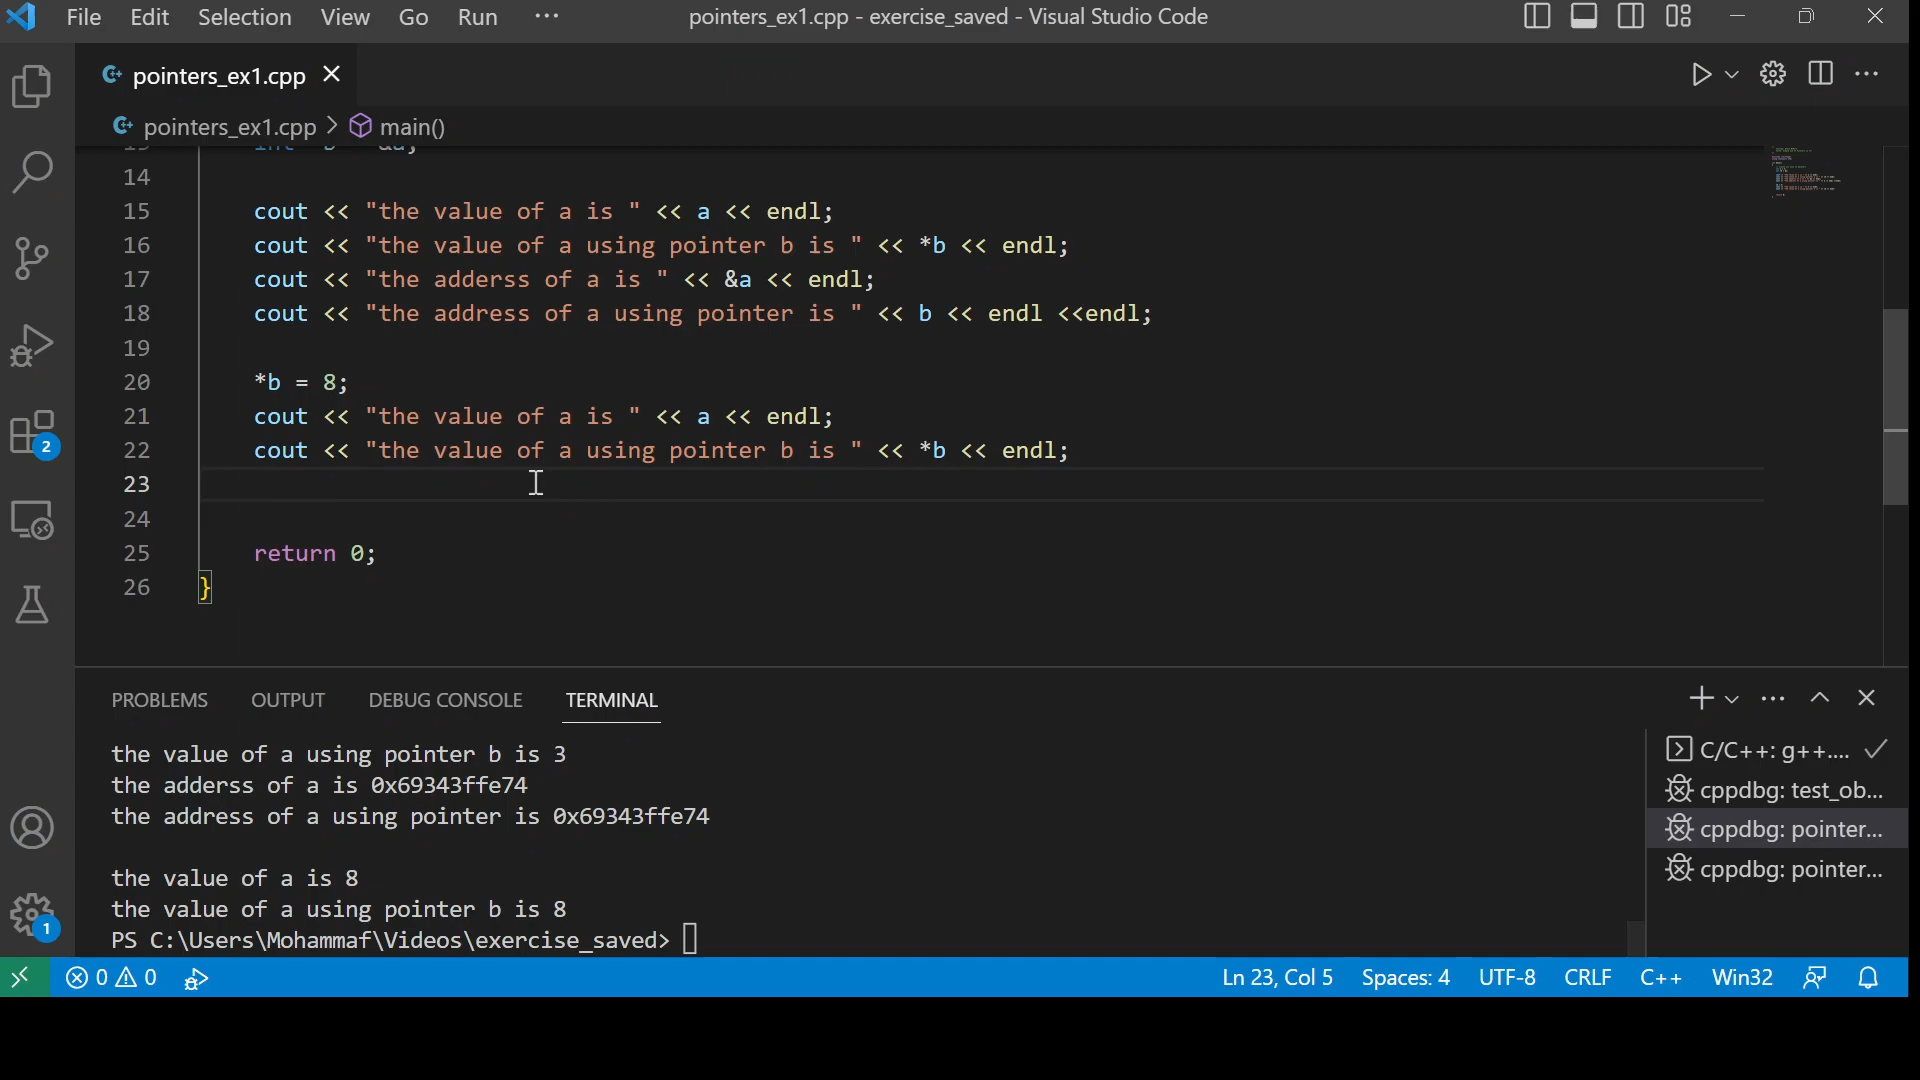 File Edit Selection View Go Run ···
pointers_ex1.cpp - exercise_saved - Visual Studio Code
pointers_ex1.cpp
pointers_ex1.cpp > main()
14
15 cout << "the value of a is " << a << endl;
16 cout << "the value of a using pointer b is " << *b << endl;
17 cout << "the adderss of a is " << &a << endl;
18 cout << "the address of a using pointer is " << b << endl <<endl;
19
20 *b = 8;
21 cout << "the value of a is " << a << endl;
22 cout << "the value of a using pointer b is " << *b << endl;
23
24
25 return 0;
26 }
2
1
PROBLEMS OUTPUT DEBUG CONSOLE TERMINAL
the value of a using pointer b is 3
the adderss of a is 0x69343ffe74
the address of a using pointer is 0x69343ffe74
the value of a is 8
the value of a using pointer b is 8
PS C:\Users\Mohammaf\Videos\exercise_saved>
C/C++: g++....
cppdbg: test_ob...
cppdbg: pointer...
cppdbg: pointer...
0 0 Ln 23, Col 5 Spaces: 4 UTF-8 CRLF C++ Win32